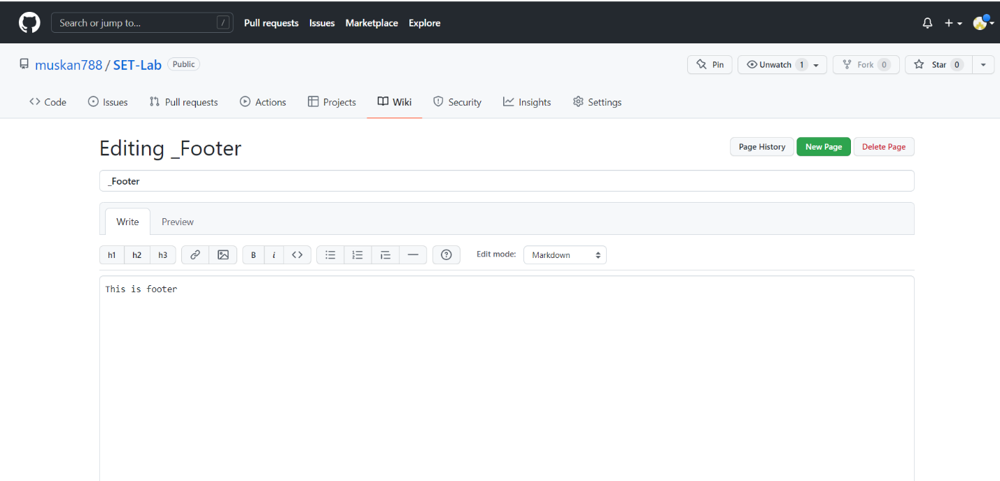 Search or jump to... / Pull requests Issues Marketplace Explore
muskan788 / SET-Lab Public Pin Unwatch 1 Fork 0 Star 0
Code Issues Pull requests Actions Projects Wiki Security Insights Settings
Editing _Footer Page History New Page Delete Page
_Footer
Write Preview
h1 h2 h3 B i Edit mode: Markdown
This is footer